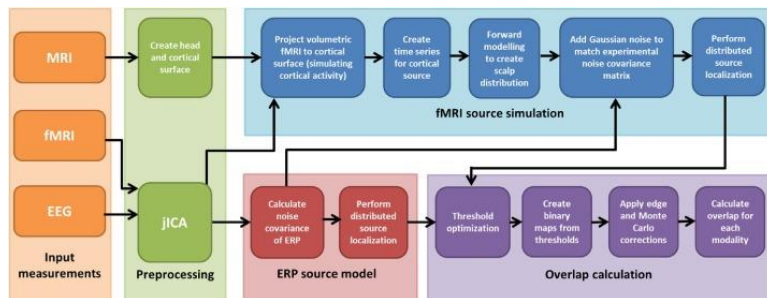 MRI
fMRI
EEG
Input
measurements
Create head
and cortical
surface
jICA
Preprocessing
Project volumetric
fMRI to cortical
surface (simulating
cortical activity)
Create
time series
for cortical
source
Forward
modelling
to create
scalp
distribution
Add Gaussian noise to
match experimental
noise covariance
matrix
Perform
distributed
source
localization
fMRI source simulation
Calculate
noise
covariance
of ERP
Perform
distributed
source
localization
ERP source model
Threshold
optimization
Create
binary
maps from
thresholds
Apply edge
and Monte
Carlo
corrections
Calculate
overlap for
each
modality
Overlap calculation